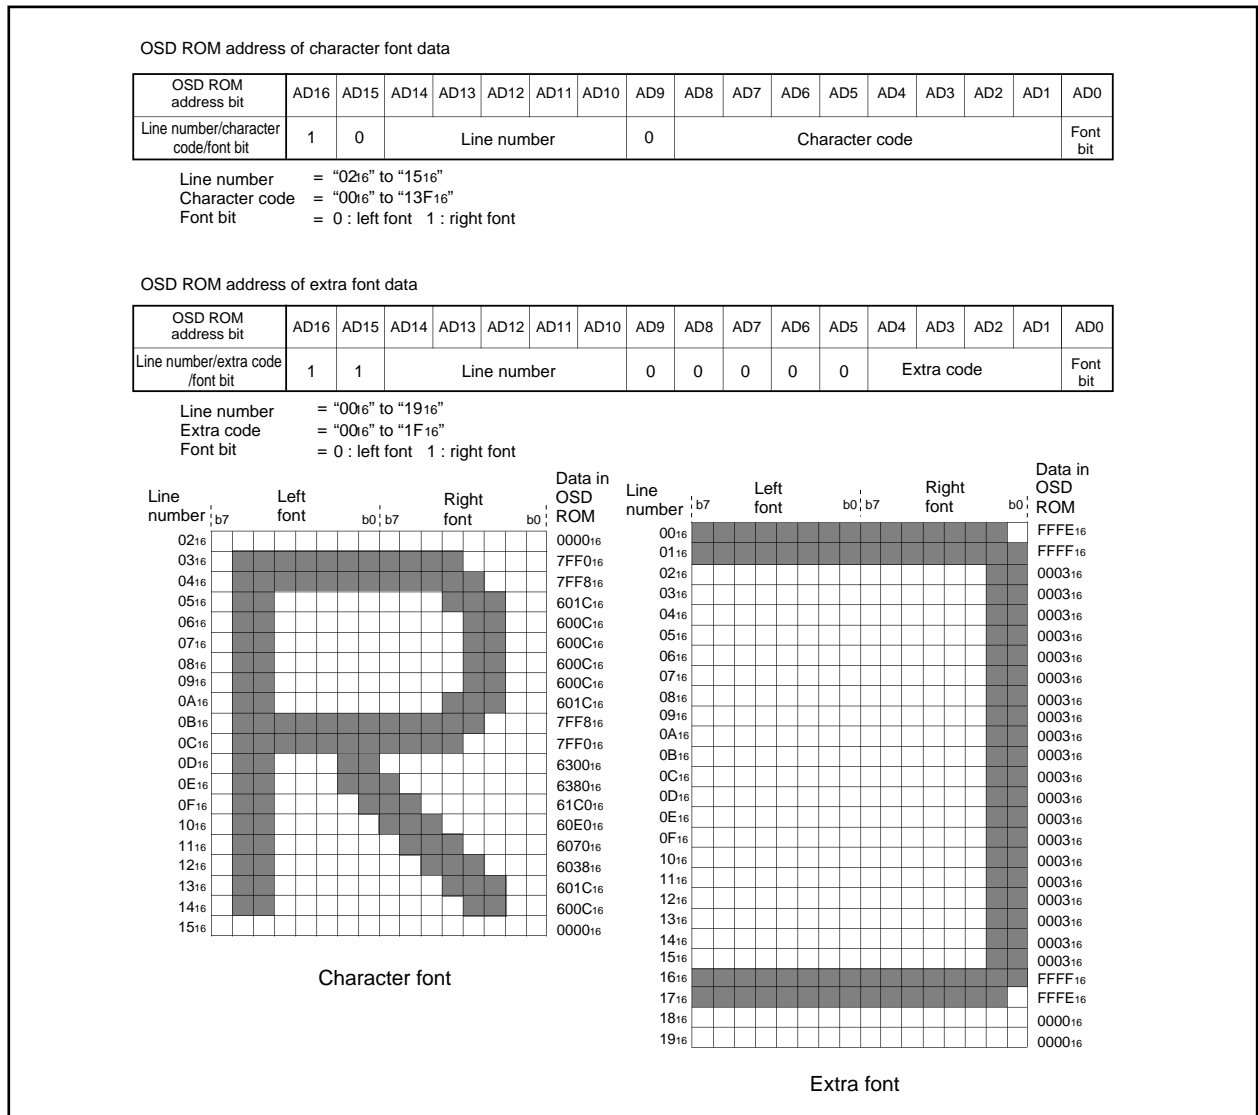 OSD ROM address of character font data
OSD ROM address bit AD16 AD15 AD14 AD13 AD12 AD11 AD10 AD9 AD8 AD7 AD6 AD5 AD4 AD3 AD2 AD1 AD0
Line number/character code/font bit 1 0 Line number 0 Character code Font bit
Line number = “0216” to “1516”
Character code = “0016” to “13F16”
Font bit = 0 : left font 1 : right font
OSD ROM address of extra font data
OSD ROM address bit AD16 AD15 AD14 AD13 AD12 AD11 AD10 AD9 AD8 AD7 AD6 AD5 AD4 AD3 AD2 AD1 AD0
Line number/extra code /font bit 1 1 Line number 0 0 0 0 0 Extra code Font bit
Line number = “0016” to “1916”
Extra code = “0016” to “1F16”
Font bit = 0 : left font 1 : right font
Line number b7 Left font b0 b7 Right font b0 Data in OSD ROM
0216 000016
0316 7FF016
0416 7FF816
0516 601C16
0616 600C16
0716 600C16
0816 600C16
0916 600C16
0A16 601C16
0B16 7FF816
0C16 7FF016
0D16 630016
0E16 638016
0F16 61C016
1016 60E016
1116 607016
1216 603816
1316 601C16
1416 600C16
1516 000016
Character font
Line number b7 Left font b0 b7 Right font b0 Data in OSD ROM
0016 FFFE16
0116 FFFF16
0216 000316
0316 000316
0416 000316
0516 000316
0616 000316
0716 000316
0816 000316
0916 000316
0A16 000316
0B16 000316
0C16 000316
0D16 000316
0E16 000316
0F16 000316
1016 000316
1116 000316
1216 000316
1316 000316
1416 000316
1516 000316
1616 FFFF16
1716 FFFE16
1816 000016
1916 000016
Extra font